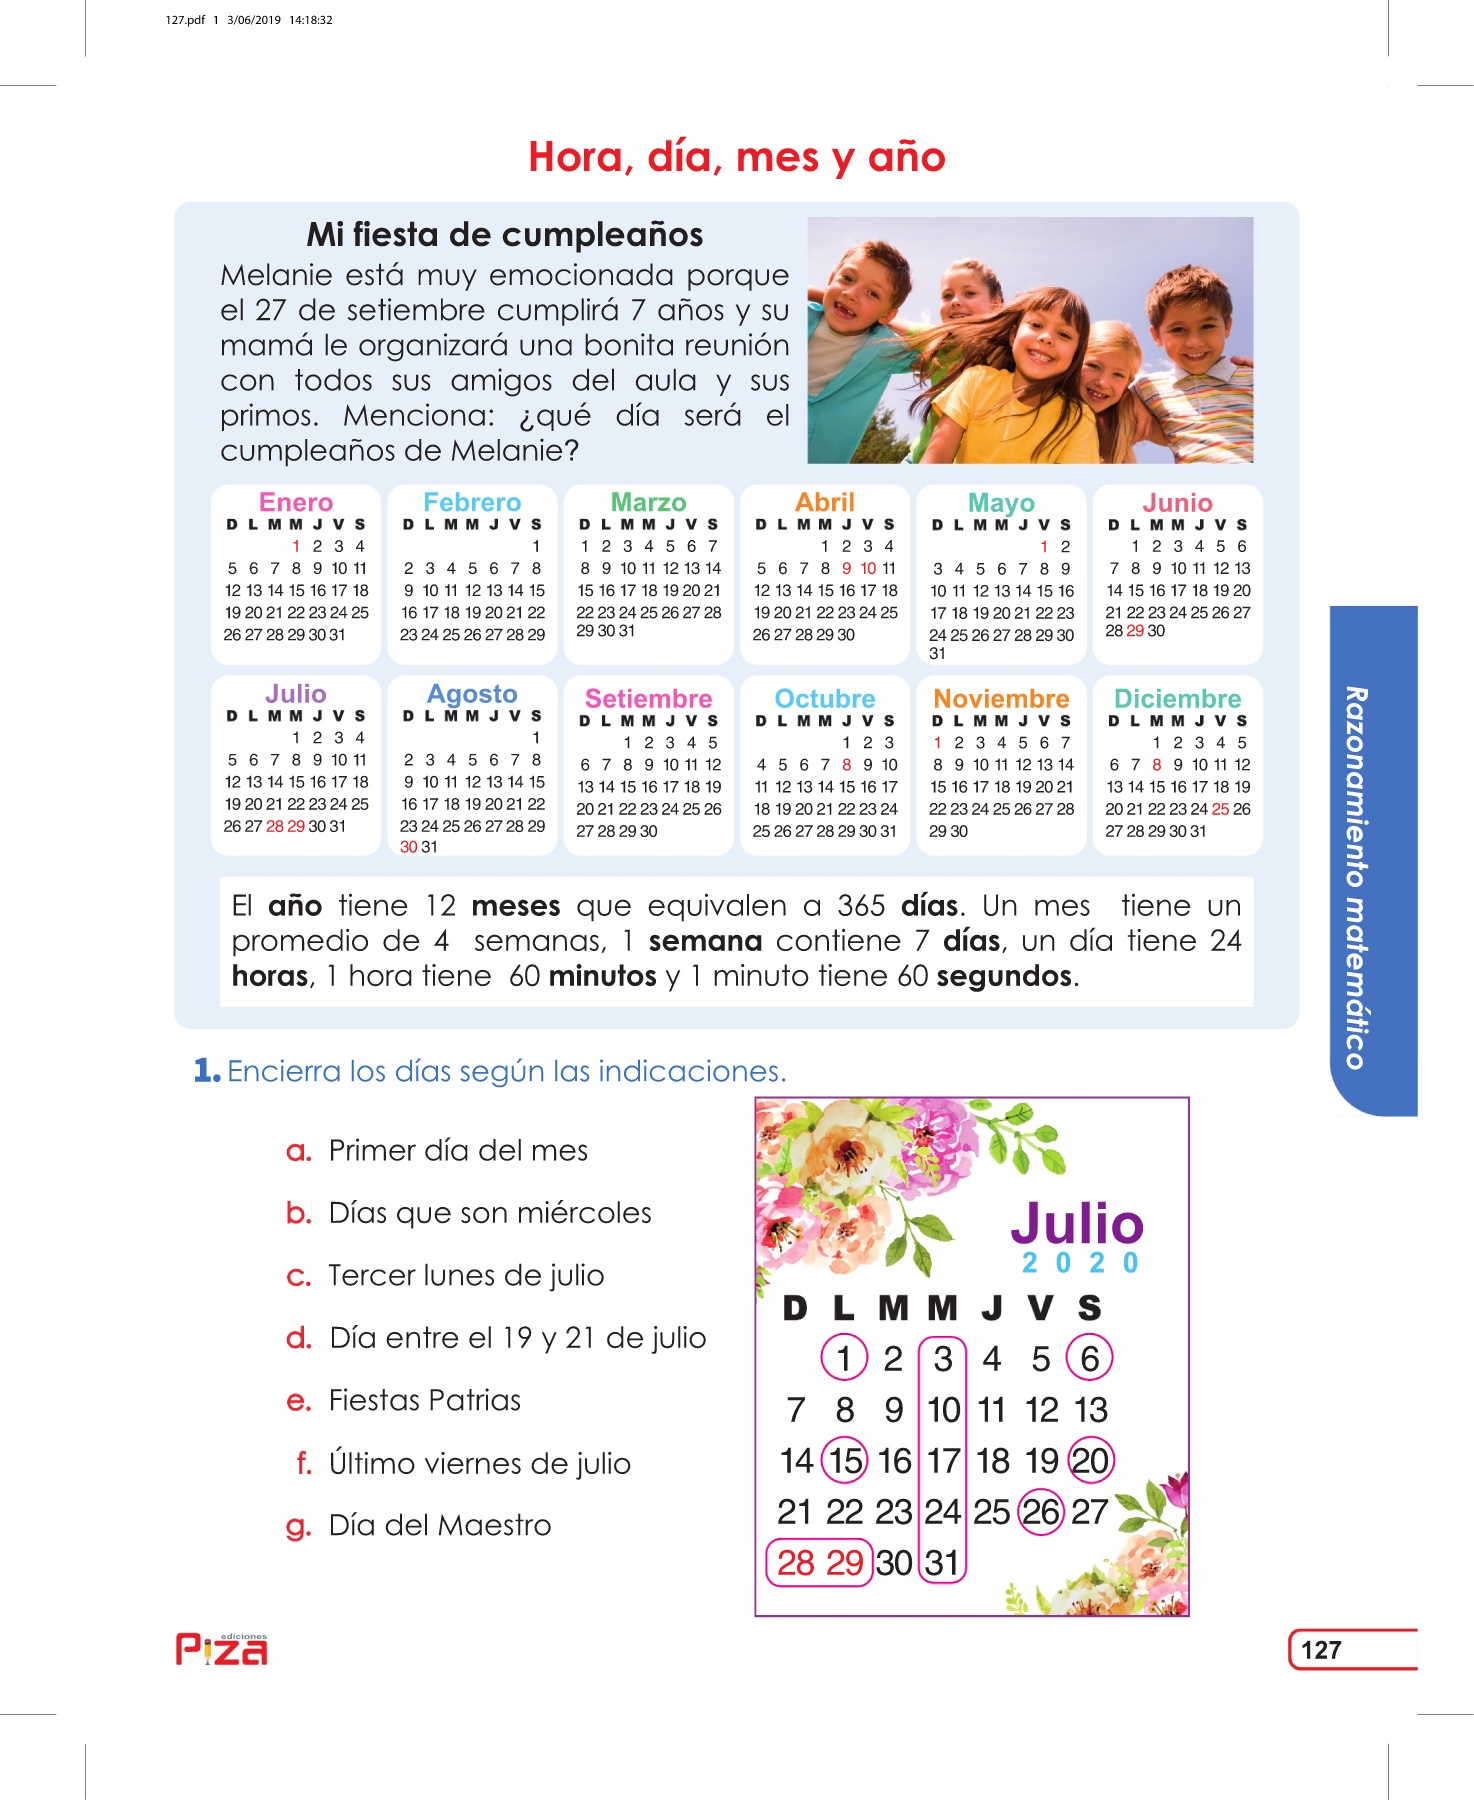 127.pdf 1 3/06/2019 14:18:32
Hora, día, mes y año
Mi fiesta de cumpleaños
Melanie está muy emocionada porque
el 27 de setiembre cumplirá 7 años y su
mamá le organizará una bonita reunión
con todos sus amigos del aula y sus
primos. Menciona: ¿qué día será el
cumpleaños de Melanie?
Enero
D L M M J V S
1 2 3 4
5 6 7 8 9 10 11
12 13 14 15 16 17 18
19 20 21 22 23 24 25
26 27 28 29 30 31
Febrero
D L M M J V S
1
2 3 4 5 6 7 8
9 10 11 12 13 14 15
16 17 18 19 20 21 22
23 24 25 26 27 28 29
Marzo
D L M M J V S
1 2 3 4 5 6 7
8 9 10 11 12 13 14
15 16 17 18 19 20 21
22 23 24 25 26 27 28
29 30 31
Abril
D L M M J V S
1 2 3 4
5 6 7 8 9 10 11
12 13 14 15 16 17 18
19 20 21 22 23 24 25
26 27 28 29 30
Mayo
D L M M J V S
1 2
3 4 5 6 7 8 9
10 11 12 13 14 15 16
17 18 19 20 21 22 23
24 25 26 27 28 29 30
31
Junio
D L M M J V S
1 2 3 4 5 6
7 8 9 10 11 12 13
14 15 16 17 18 19 20
21 22 23 24 25 26 27
28 29 30
Julio
D L M M J V S
1 2 3 4
5 6 7 8 9 10 11
12 13 14 15 16 17 18
19 20 21 22 23 24 25
26 27 28 29 30 31
Agosto
D L M M J V S
1
2 3 4 5 6 7 8
9 10 11 12 13 14 15
16 17 18 19 20 21 22
23 24 25 26 27 28 29
30 31
Setiembre
D L M M J V S
1 2 3 4 5
6 7 8 9 10 11 12
13 14 15 16 17 18 19
20 21 22 23 24 25 26
27 28 29 30
Octubre
D L M M J V S
1 2 3
4 5 6 7 8 9 10
11 12 13 14 15 16 17
18 19 20 21 22 23 24
25 26 27 28 29 30 31
Noviembre
D L M M J V S
1 2 3 4 5 6 7
8 9 10 11 12 13 14
15 16 17 18 19 20 21
22 23 24 25 26 27 28
29 30
Diciembre
D L M M J V S
1 2 3 4 5
6 7 8 9 10 11 12
13 14 15 16 17 18 19
20 21 22 23 24 25 26
27 28 29 30 31
El año tiene 12 meses que equivalen a 365 días. Un mes tiene un
promedio de 4 semanas, 1 semana contiene 7 días, un día tiene 24
horas, 1 hora tiene 60 minutos y 1 minuto tiene 60 segundos.
Razonamiento matemático
1. Encierra los días según las indicaciones.
a. Primer día del mes
b. Días que son miércoles
c. Tercer lunes de julio
d. Día entre el 19 y 21 de julio
e. Fiestas Patrias
f. Último viernes de julio
g. Día del Maestro
Julio
2020
D L M M J V S
1 2 3 4 5 6
7 8 9 10 11 12 13
14 15 16 17 18 19 20
21 22 23 24 25 26 27
28 29 30 31
ediciones
Piza
127